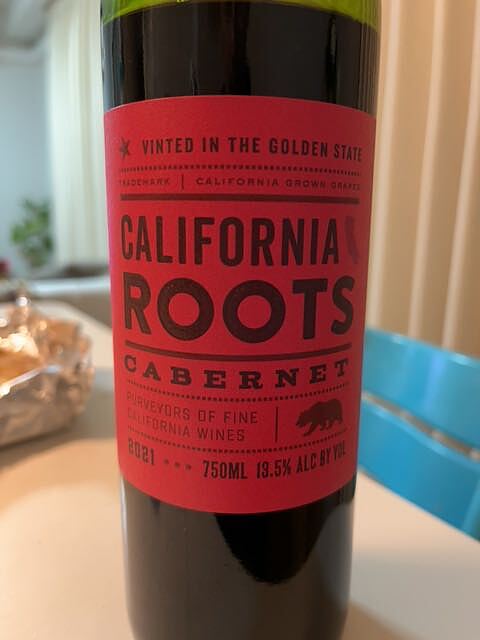 VINTED IN THE GOLDEN STATE
TRADEMARK | CALIFORNIA GROWN GRAPES
CALIFORNIA
ROOTS
CABERNET
PURVEYORS OF FINE
CALIFORNIA WINES
2021 750ML 13.5% ALC BY VOL